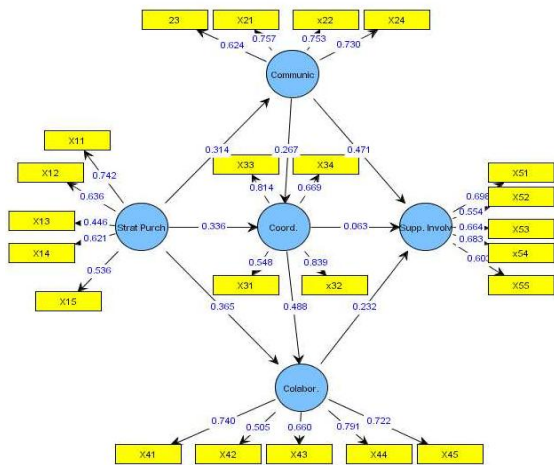 23 X21 x22 X24
0.624 0.757 0.753 0.730
Communic
X11
X12
X13
X14
X15
0.742
0.636
0.446
0.621
0.536
Strat Purch
0.314 0.267 0.471
X33 X34
0.814 0.669
0.336 Coord. 0.063
0.548 0.839
X31 x32
0.365 0.488 0.232
Supp. Involv
0.698
0.554
0.664
0.683
X51
X52
X53
x54
X55
Colabor.
0.740 0.505 0.660 0.791 0.722
X41 X42 X43 X44 X45